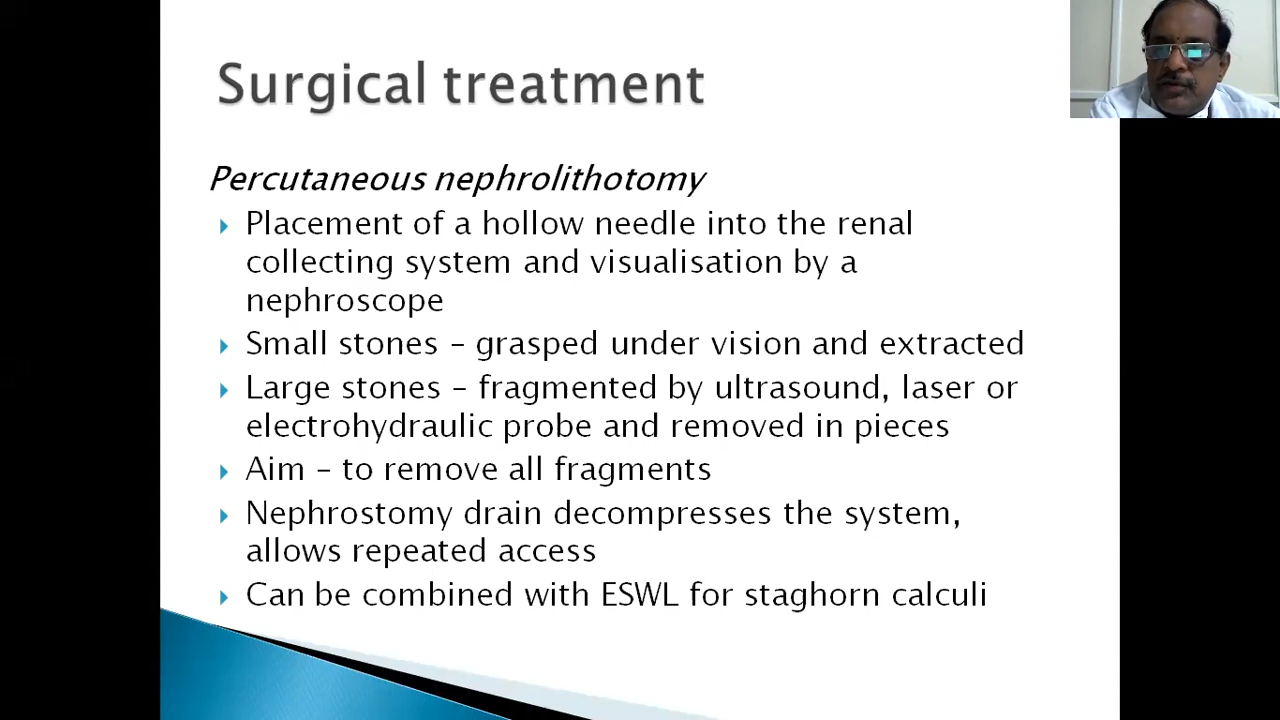 Surgical treatment
Percutaneous nephrolithotomy
Placement of a hollow needle into the renal
collecting system and visualisation by a
nephroscope
Small stones – grasped under vision and extracted
Large stones – fragmented by ultrasound, laser or
electrohydraulic probe and removed in pieces
Aim – to remove all fragments
Nephrostomy drain decompresses the system,
allows repeated access
Can be combined with ESWL for staghorn calculi